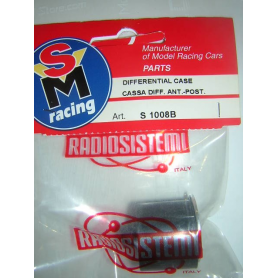 SM
racing
Manufacturer
of Model Racing Cars
PARTS
DIFFERENTIAL CASE
CASSA DIFF. ANT.-POST.
Art. S 1008B
RADIOSISTEMI
ITALY
RADIOSISTEMI
ITALY